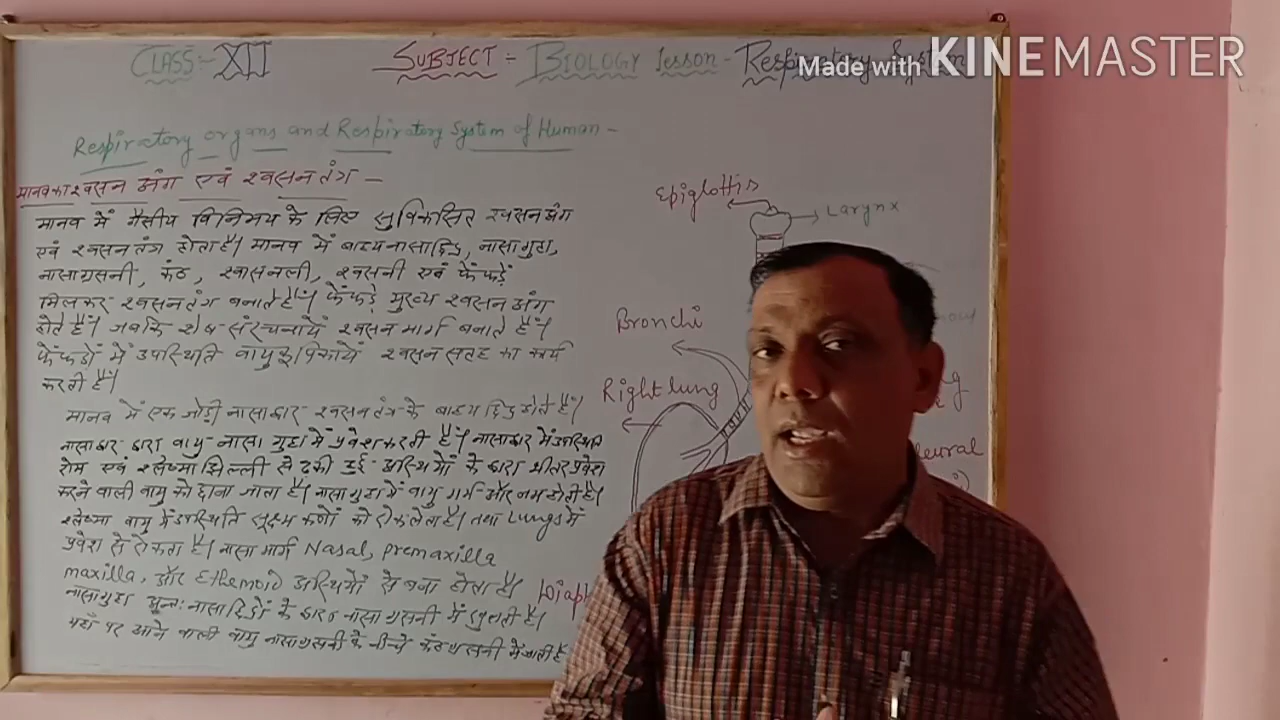 Made with KINEMASTER
CLASS:- XII SUBJECT :- BIOLOGY Lesson - Respiratory System
Respiratory organs and Respiratory System of Human -
मानव का श्वसन अंग एवं श्वसन तंत्र -
मानव में गैसीय विनिमय के लिए सुविकसित श्वसन अंग
एवं श्वसन तंत्र होता है। मानव में बाह्य नासाछिद्र, नासागुहा,
नासाग्रसनी, कंठ, श्वासनली, श्वसनी एवं फेंफड़ें
मिलकर श्वसन तंत्र बनाते हैं। फेंफड़े मुख्य श्वसन अंग
होते हैं। जबकि शेष संरचनायें श्वसन मार्ग बनाते हैं।
फेंफड़ों में उपस्थिति वायुकूपिकायें श्वसन सतह का कार्य
करती हैं।
मानव में एक जोड़ी नासाद्वार श्वसन तंत्र के बाह्य छिद्र होते हैं।
नासाद्वार द्वारा वायु नासा गुहा में प्रवेश करती हैं। नासाद्वार में उपस्थित
रोम एवं श्लेष्मा झिल्ली से ढकी हुई अस्थियों के द्वारा भीतर प्रवेश
करने वाली वायु को छाना जाता है। नासागुहा में वायु गर्म और नम होती है।
श्लेष्मा वायु में उपस्थिति सूक्ष्म कणों को रोक लेता है। तथा Lungs में
प्रवेश से रोकता है। नासा मार्ग Nasal, premaxilla
maxilla, और Ethemoid अस्थियों से बना होता है।
नासागुहा अन्तः नासाछिद्रों के द्वारा नासाग्रसनी में खुलती है।
यहाँ पर आने वाली वायु नासाग्रसनी के नीचे कंठ ग्रसनी में जाती है
Epiglottis
Larynx
Bronchi
Right lung